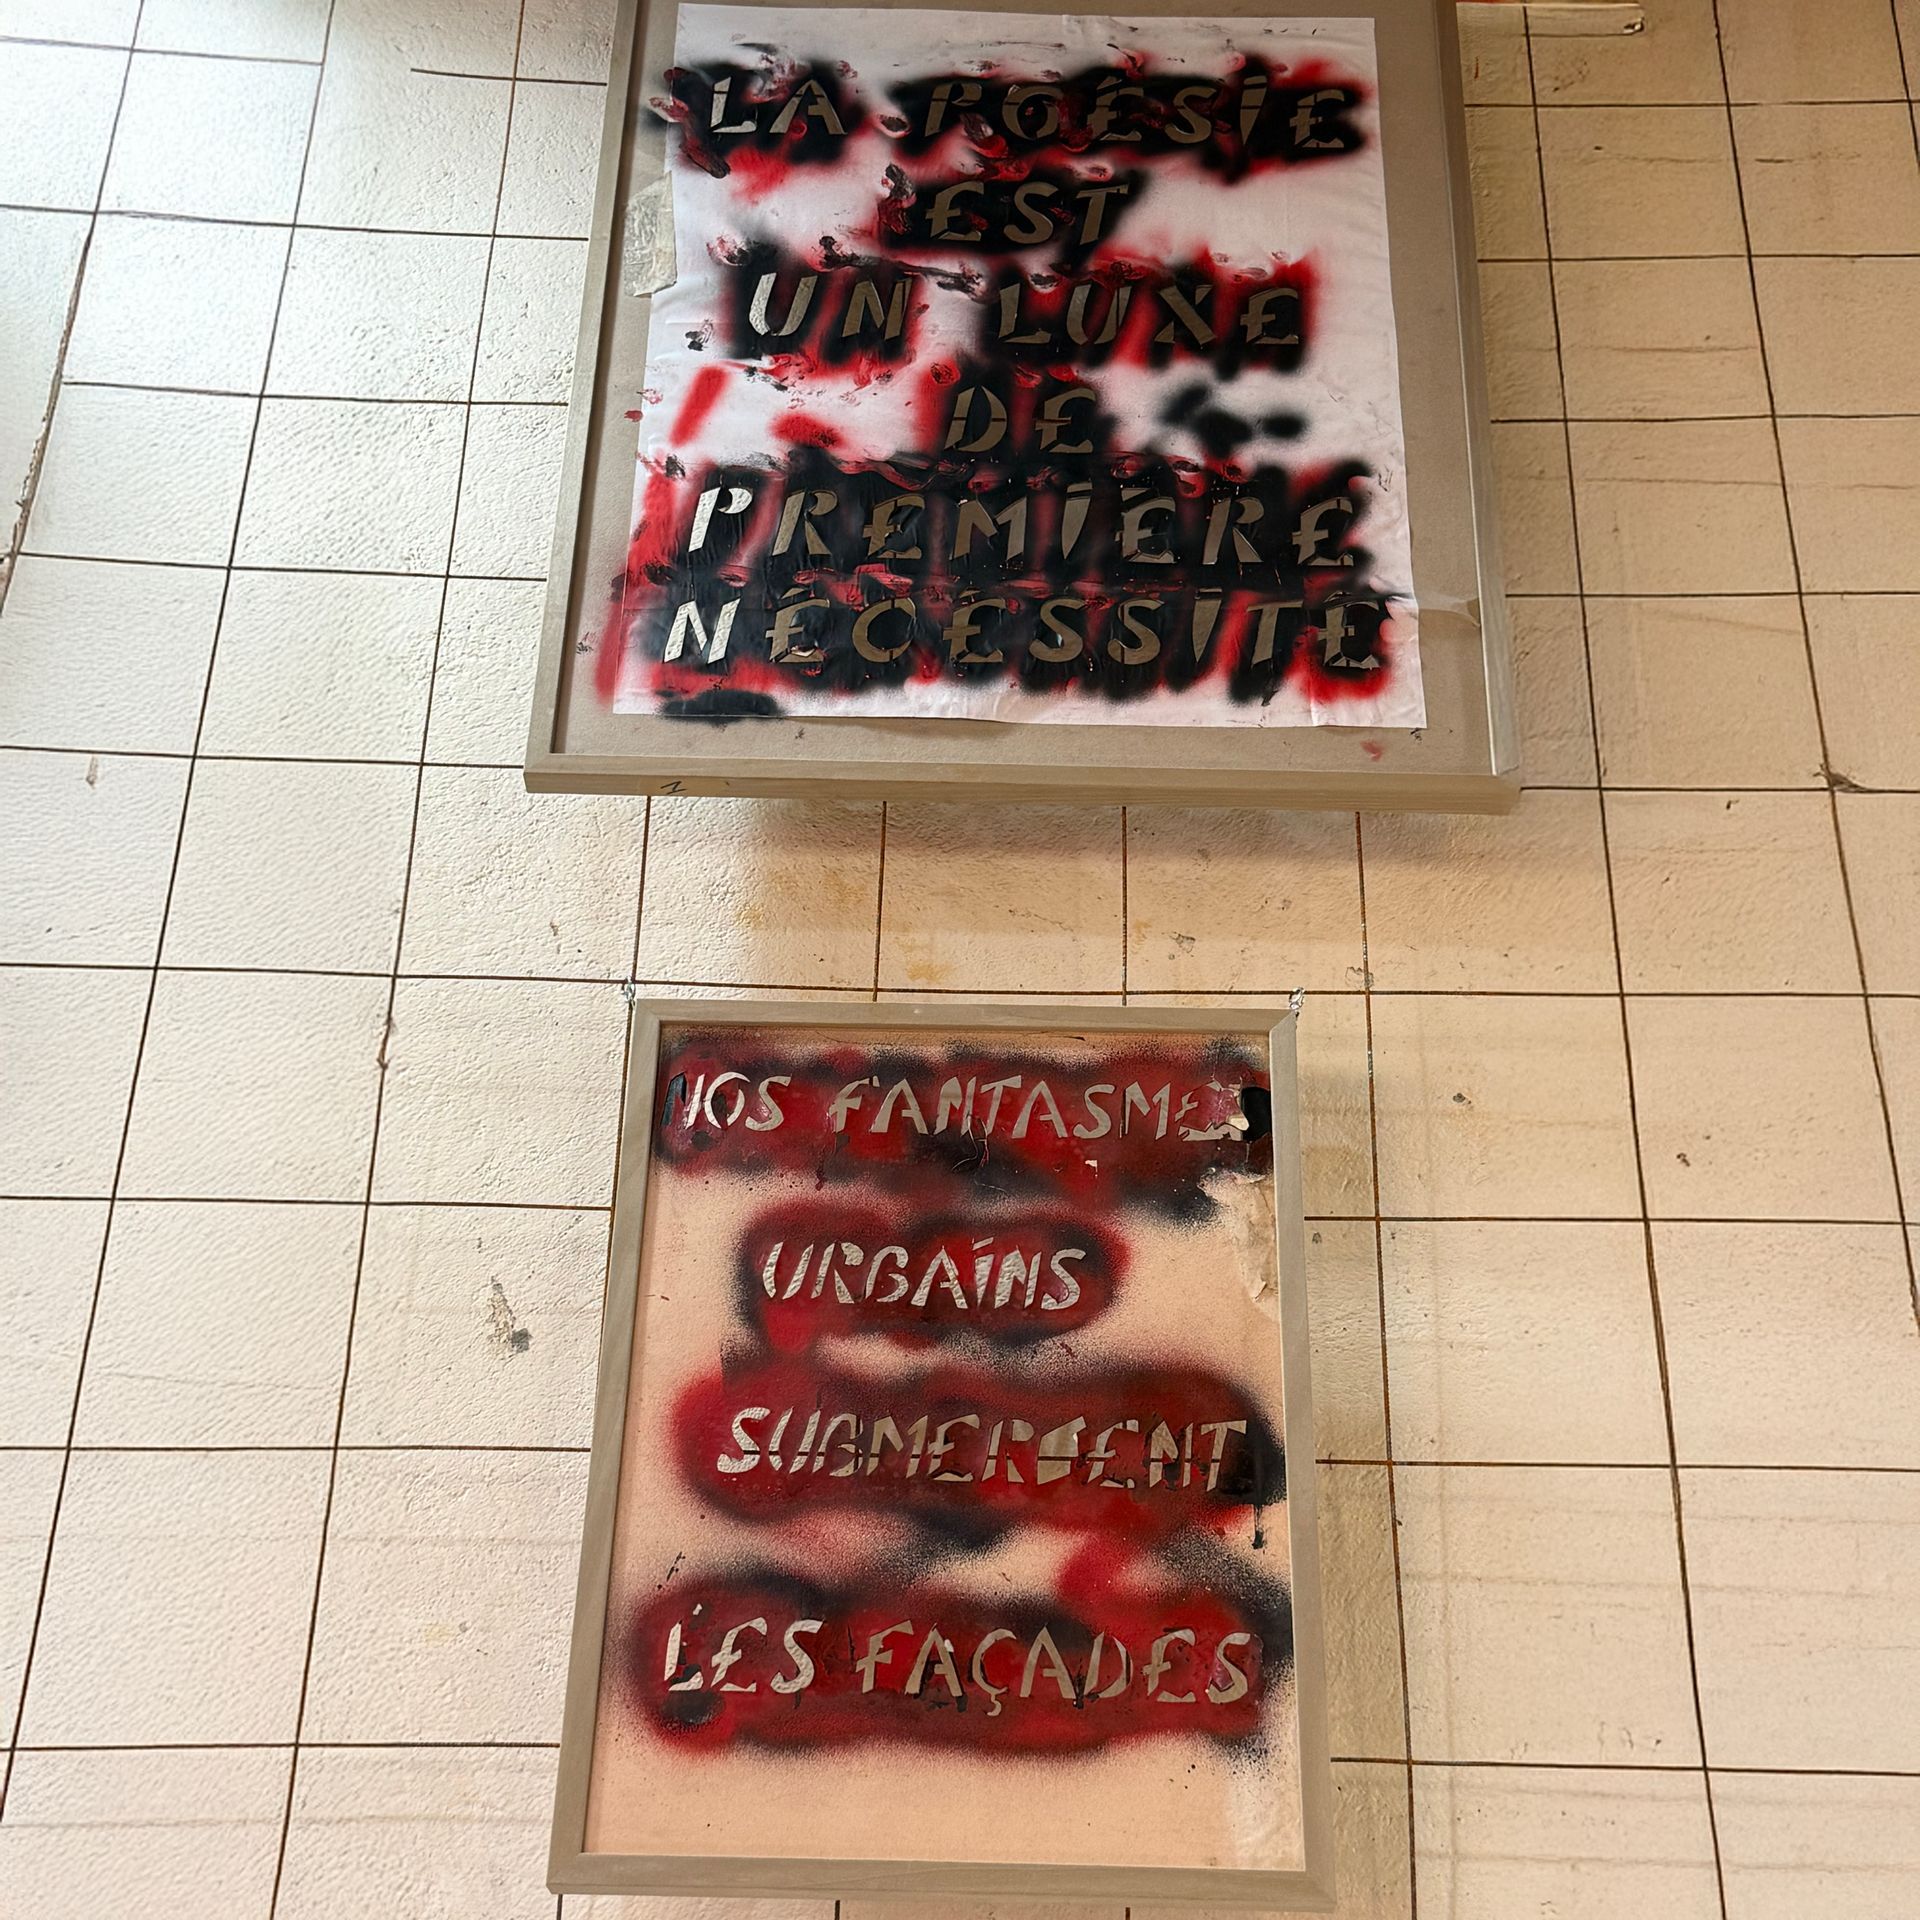 LA POÉSIE
EST
UN LUXE
DE
PREMIÈRE
NÉCESSITÉ
NOS FANTASMES
URBAINS
SUBMERGENT
LES FAÇADES